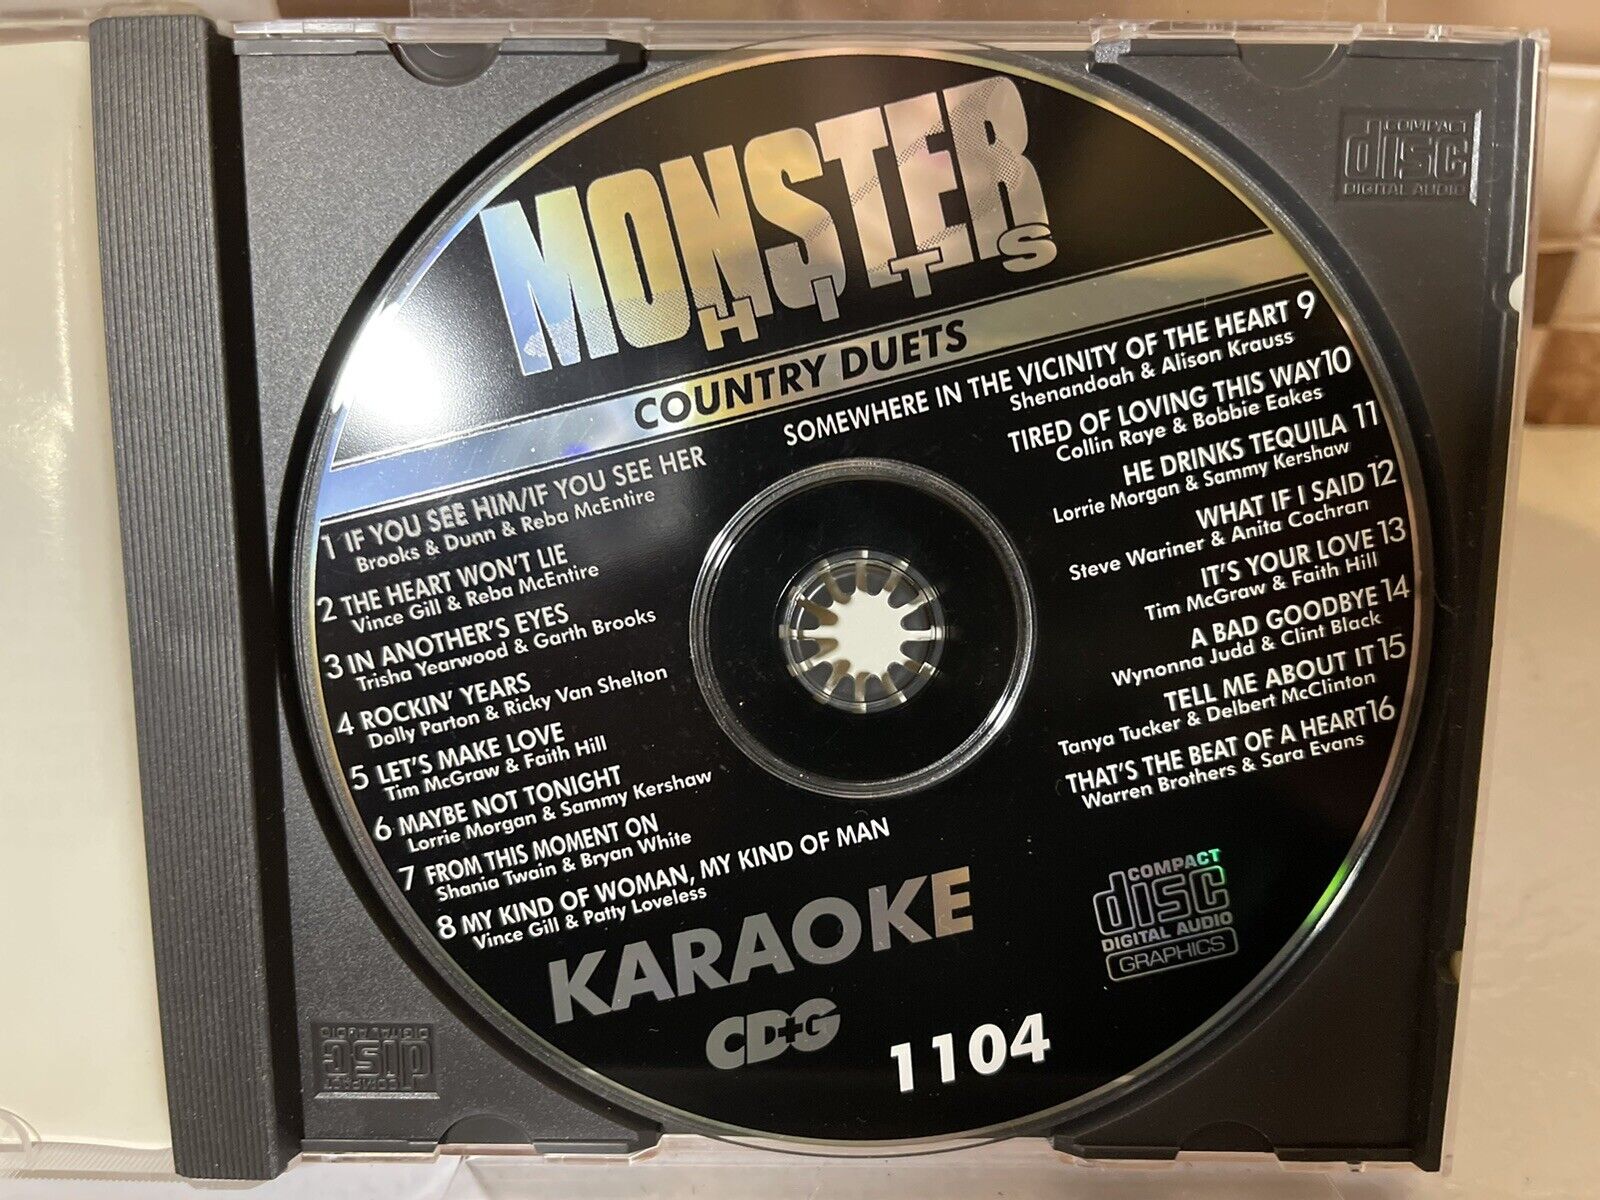 MONSTER
HITS
COUNTRY DUETS
1 IF YOU SEE HIM/IF YOU SEE HER
Brooks & Dunn & Reba McEntire
2 THE HEART WON'T LIE
Vince Gill & Reba McEntire
3 IN ANOTHER'S EYES
Trisha Yearwood & Garth Brooks
4 ROCKIN' YEARS
Dolly Parton & Ricky Van Shelton
5 LET'S MAKE LOVE
Tim McGraw & Faith Hill
6 MAYBE NOT TONIGHT
Lorrie Morgan & Sammy Kershaw
7 FROM THIS MOMENT ON
Shania Twain & Bryan White
8 MY KIND OF WOMAN, MY KIND OF MAN
Vince Gill & Patty Loveless
SOMEWHERE IN THE VICINITY OF THE HEART 9
Shenandoah & Alison Krauss
TIRED OF LOVING THIS WAY 10
Collin Raye & Bobbie Eakes
HE DRINKS TEQUILA 11
Lorrie Morgan & Sammy Kershaw
WHAT IF I SAID 12
Steve Wariner & Anita Cochran
IT'S YOUR LOVE 13
Tim McGraw & Faith Hill
A BAD GOODBYE 14
Wynonna Judd & Clint Black
TELL ME ABOUT IT 15
Tanya Tucker & Delbert McClinton
THAT'S THE BEAT OF A HEART 16
Warren Brothers & Sara Evans
KARAOKE
CD+G
1104
COMPACT
disc
DIGITAL AUDIO
GRAPHICS
COMPACT
disc
DIGITAL AUDIO
COMPACT
disc
DIGITAL AUDIO